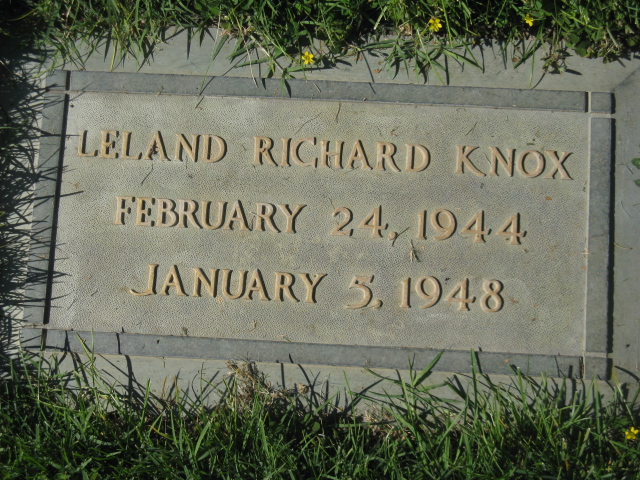 LELAND RICHARD KNOX
FEBRUARY 24, 1944
JANUARY 5, 1948